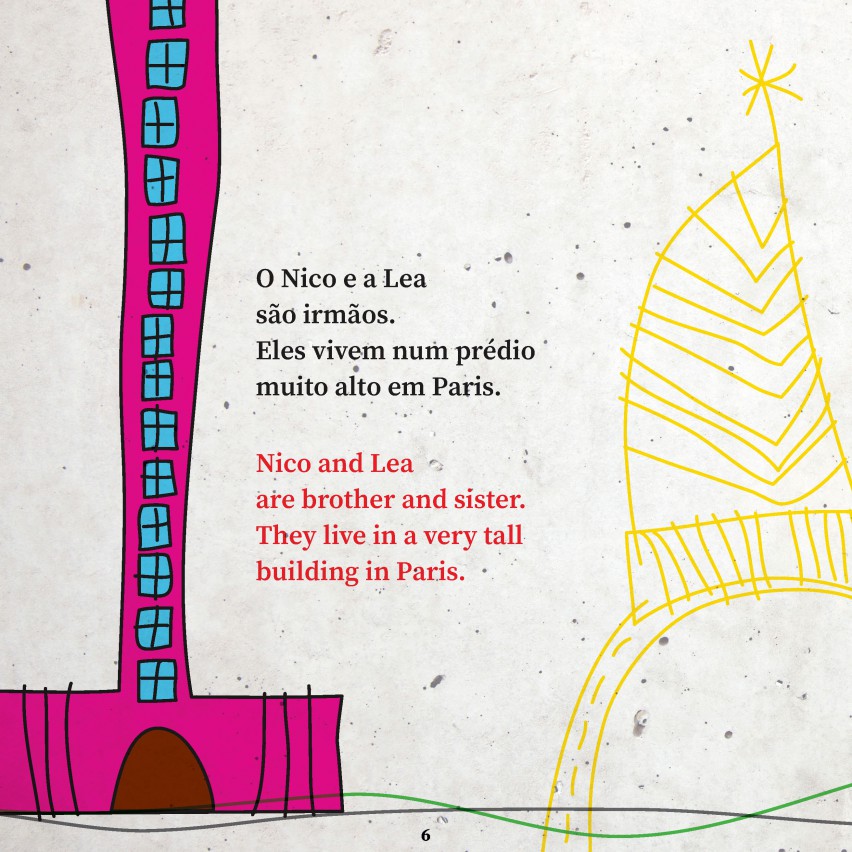 O Nico e a Lea
são irmãos.
Eles vivem num prédio
muito alto em Paris.
Nico and Lea
are brother and sister.
They live in a very tall
building in Paris.
6